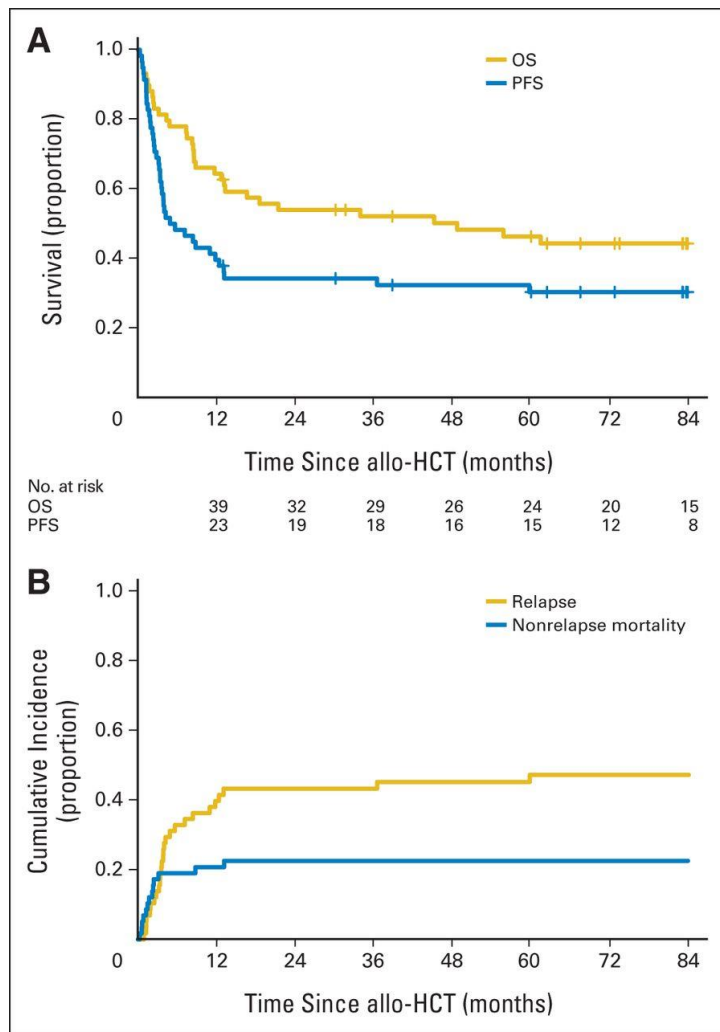 A
OS
PFS
1.0
0.8
0.6
0.4
0.2
Survival (proportion)
0 12 24 36 48 60 72 84
Time Since allo-HCT (months)
No. at risk
OS 39 32 29 26 24 20 15
PFS 23 19 18 16 15 12 8
B
Relapse
Nonrelapse mortality
1.0
0.8
0.6
0.4
0.2
Cumulative Incidence
(proportion)
0 12 24 36 48 60 72 84
Time Since allo-HCT (months)